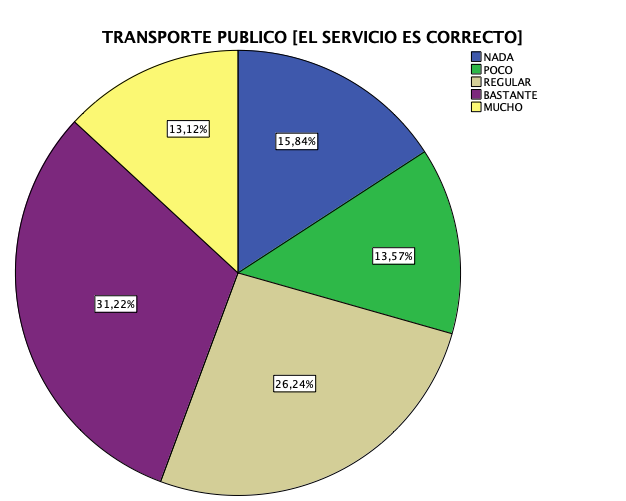 TRANSPORTE PUBLICO [EL SERVICIO ES CORRECTO]
NADA
POCO
REGULAR
BASTANTE
MUCHO
13,12%
15,84%
13,57%
31,22%
26,24%